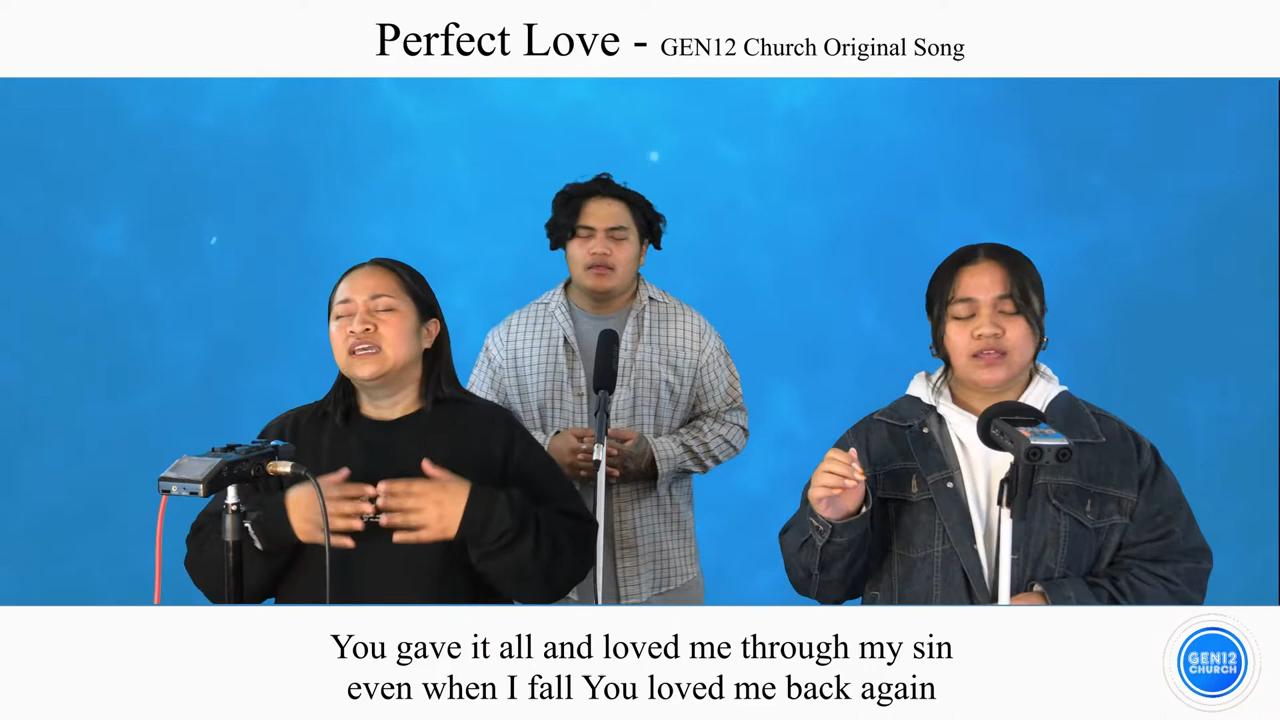 Perfect Love - GEN12 Church Original Song
You gave it all and loved me through my sin
even when I fall You loved me back again
GEN12
CHURCH